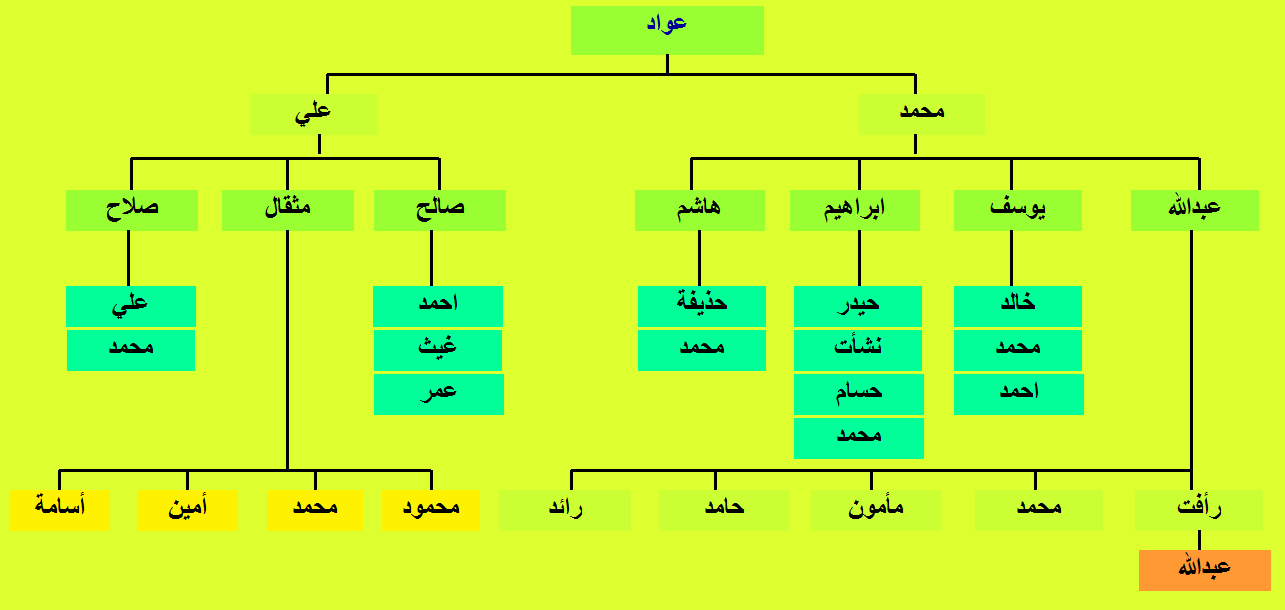 عواد
محمد
علي
عبدالله
يوسف
ابراهيم
هاشم
صالح
مثقال
صلاح
خالد
محمد
احمد
حيدر
نشأت
حسام
محمد
حذيفة
محمد
احمد
غيث
عمر
علي
محمد
رأفت
محمد
مأمون
حامد
رائد
محمود
محمد
أمين
أسامة
عبدالله